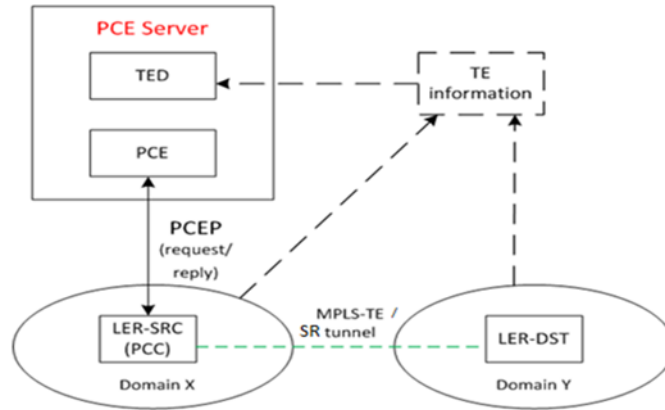 PCE Server
TED
TE
information
PCE
PCEP
(request/
reply)
MPLS-TE /
SR tunnel
LER-SRC
(PCC)
LER-DST
Domain X
Domain Y